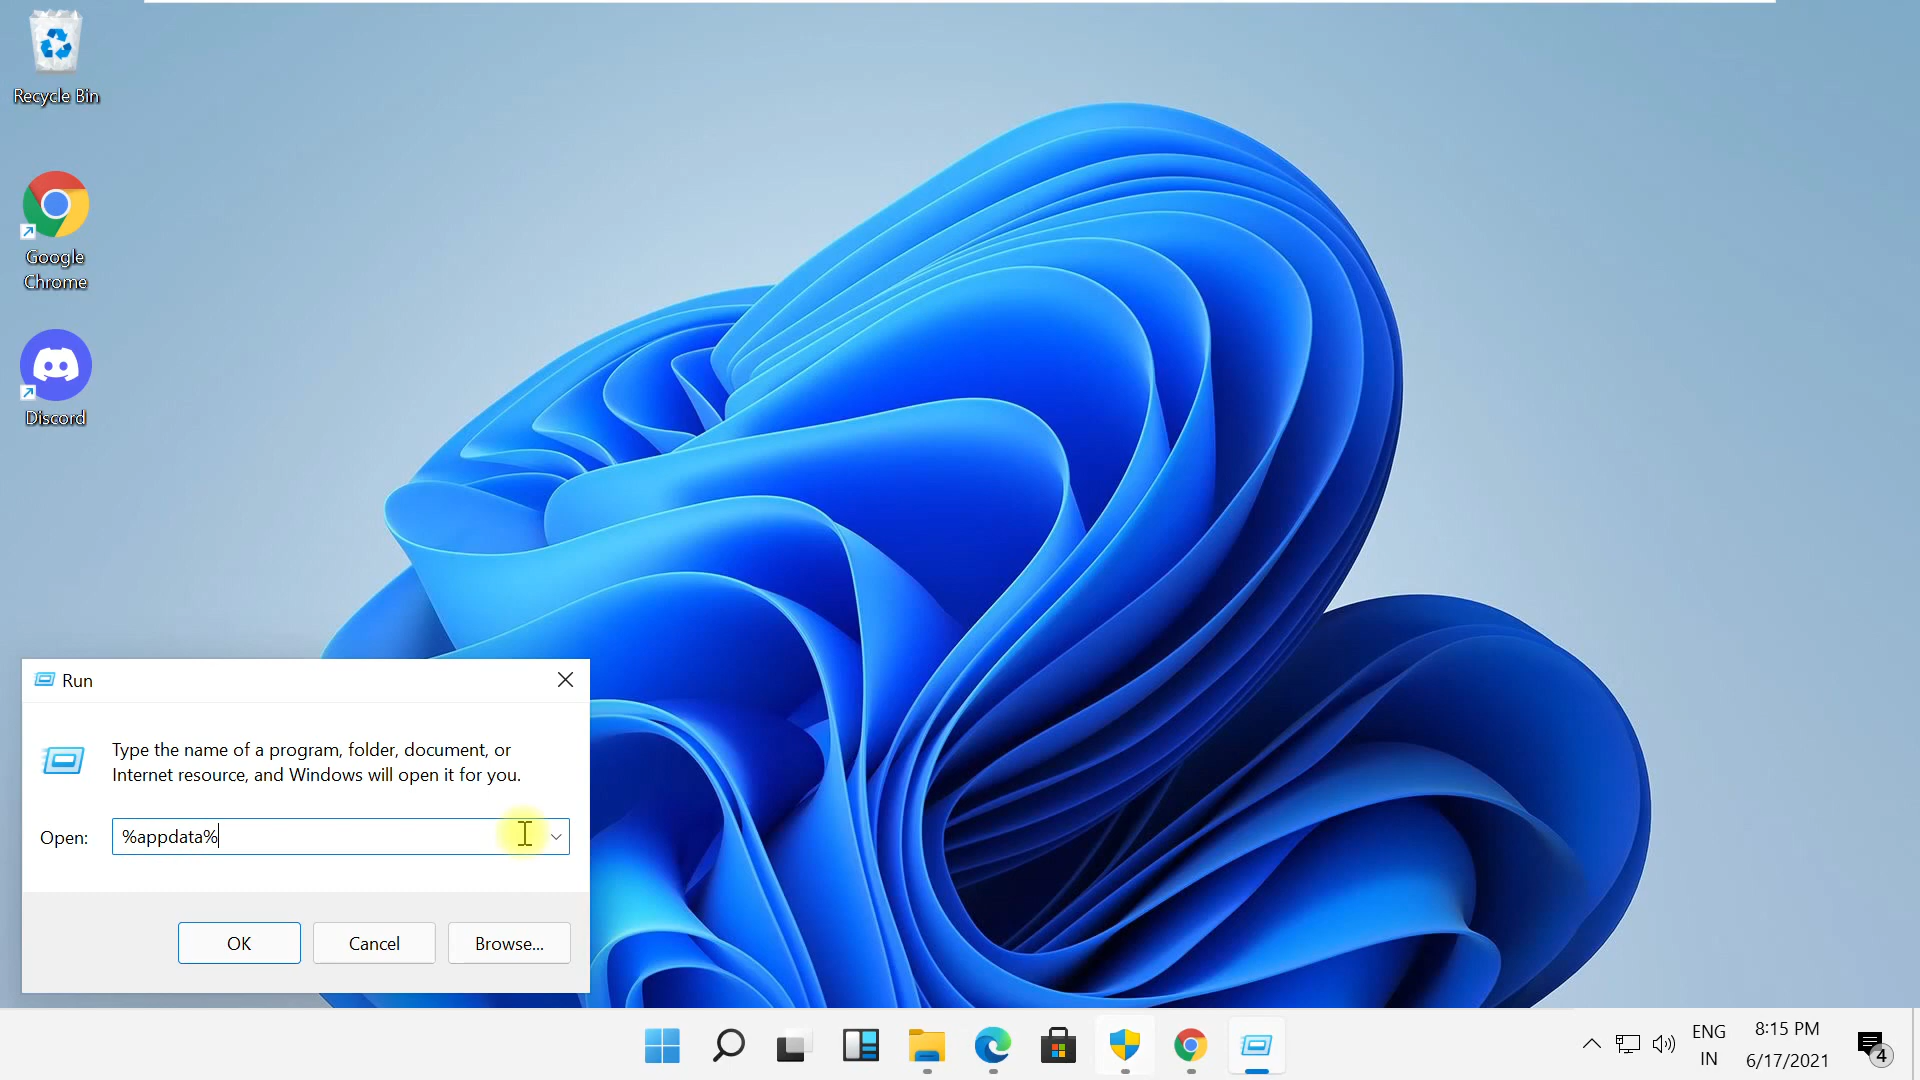 Recycle Bin
Google
Chrome
Discord
Run
Type the name of a program, folder, document, or
Internet resource, and Windows will open it for you.
Open: %appdata%
OK Cancel Browse...
ENG
IN
8:15 PM
6/17/2021
4